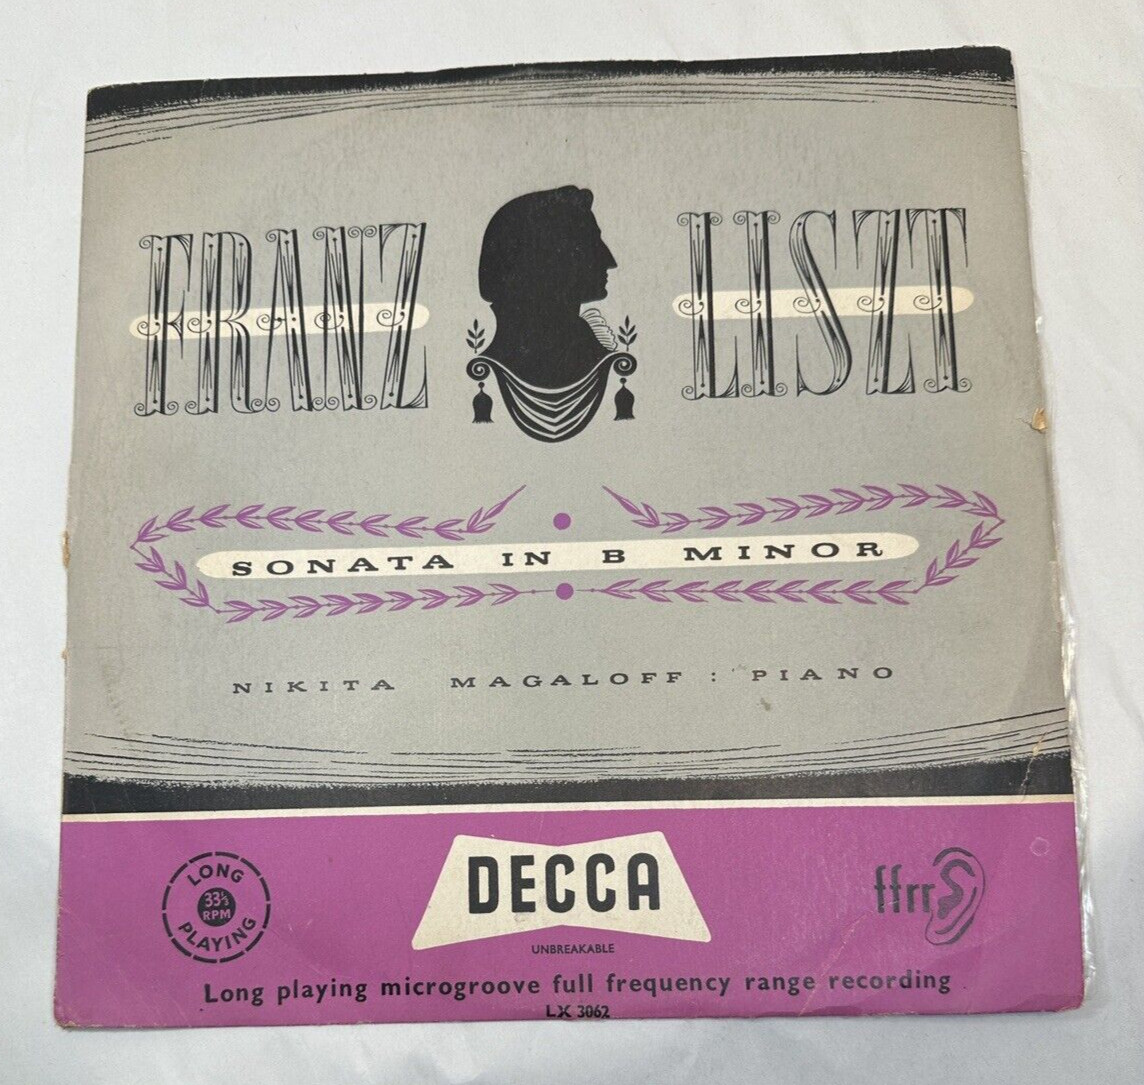 FRANZ LISZT
SONATA IN B MINOR
NIKITA MAGALOFF : PIANO
LONG
33⅓
RPM
PLAYING
DECCA
UNBREAKABLE
ffrr
Long playing microgroove full frequency range recording
LX 3062